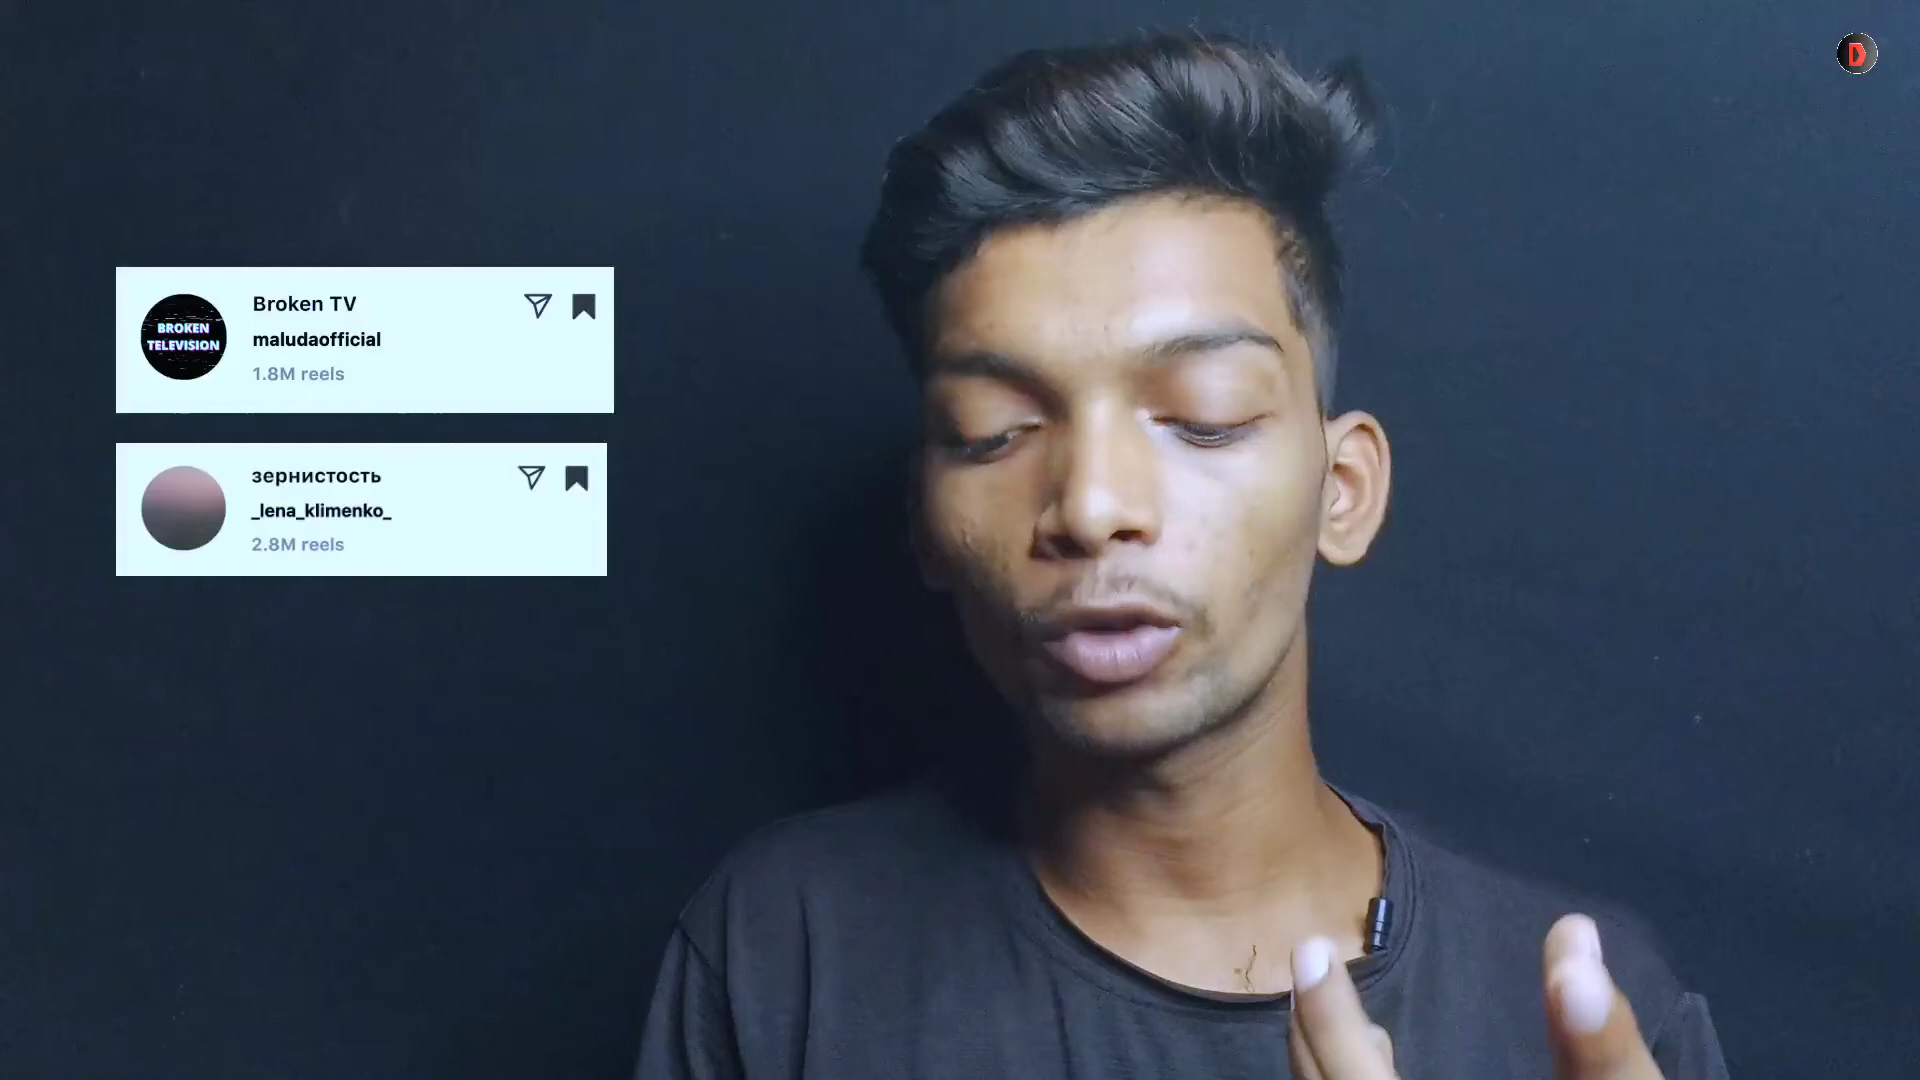 Broken TV
BROKEN
TELEVISION
maludaofficial
1.8M reels
зернистость
_lena_klimenko_
2.8M reels
D